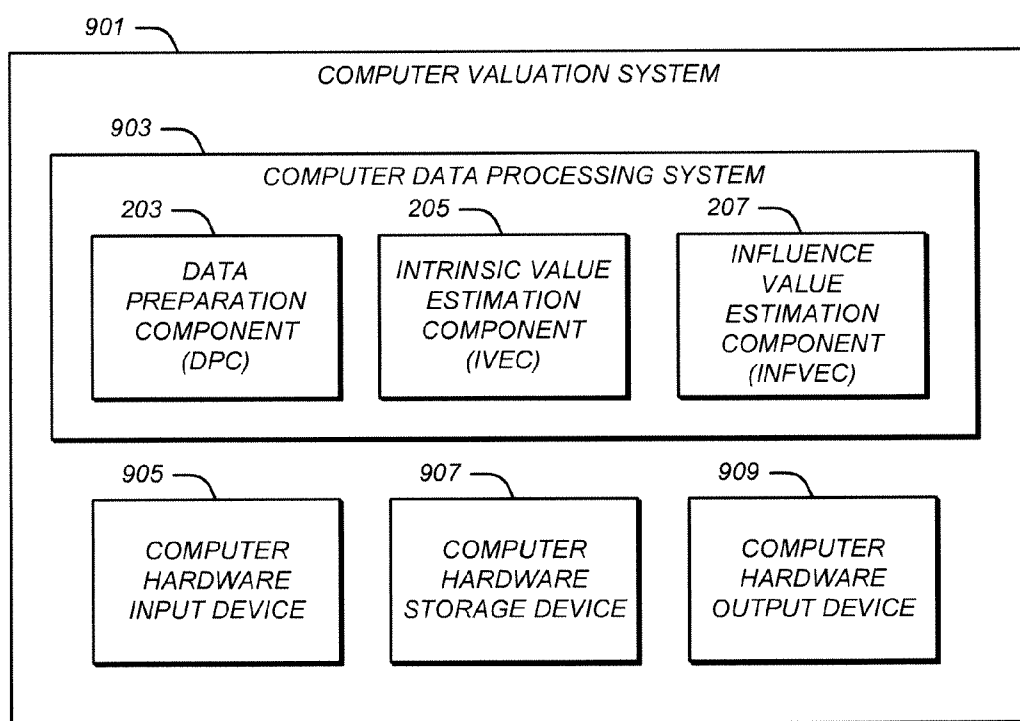 901
COMPUTER VALUATION SYSTEM
903
COMPUTER DATA PROCESSING SYSTEM
203
DATA
PREPARATION
COMPONENT
(DPC)
205
INTRINSIC VALUE
ESTIMATION
COMPONENT
(IVEC)
207
INFLUENCE
VALUE
ESTIMATION
COMPONENT
(INFVEC)
905
COMPUTER
HARDWARE
INPUT DEVICE
907
COMPUTER
HARDWARE
STORAGE DEVICE
909
COMPUTER
HARDWARE
OUTPUT DEVICE